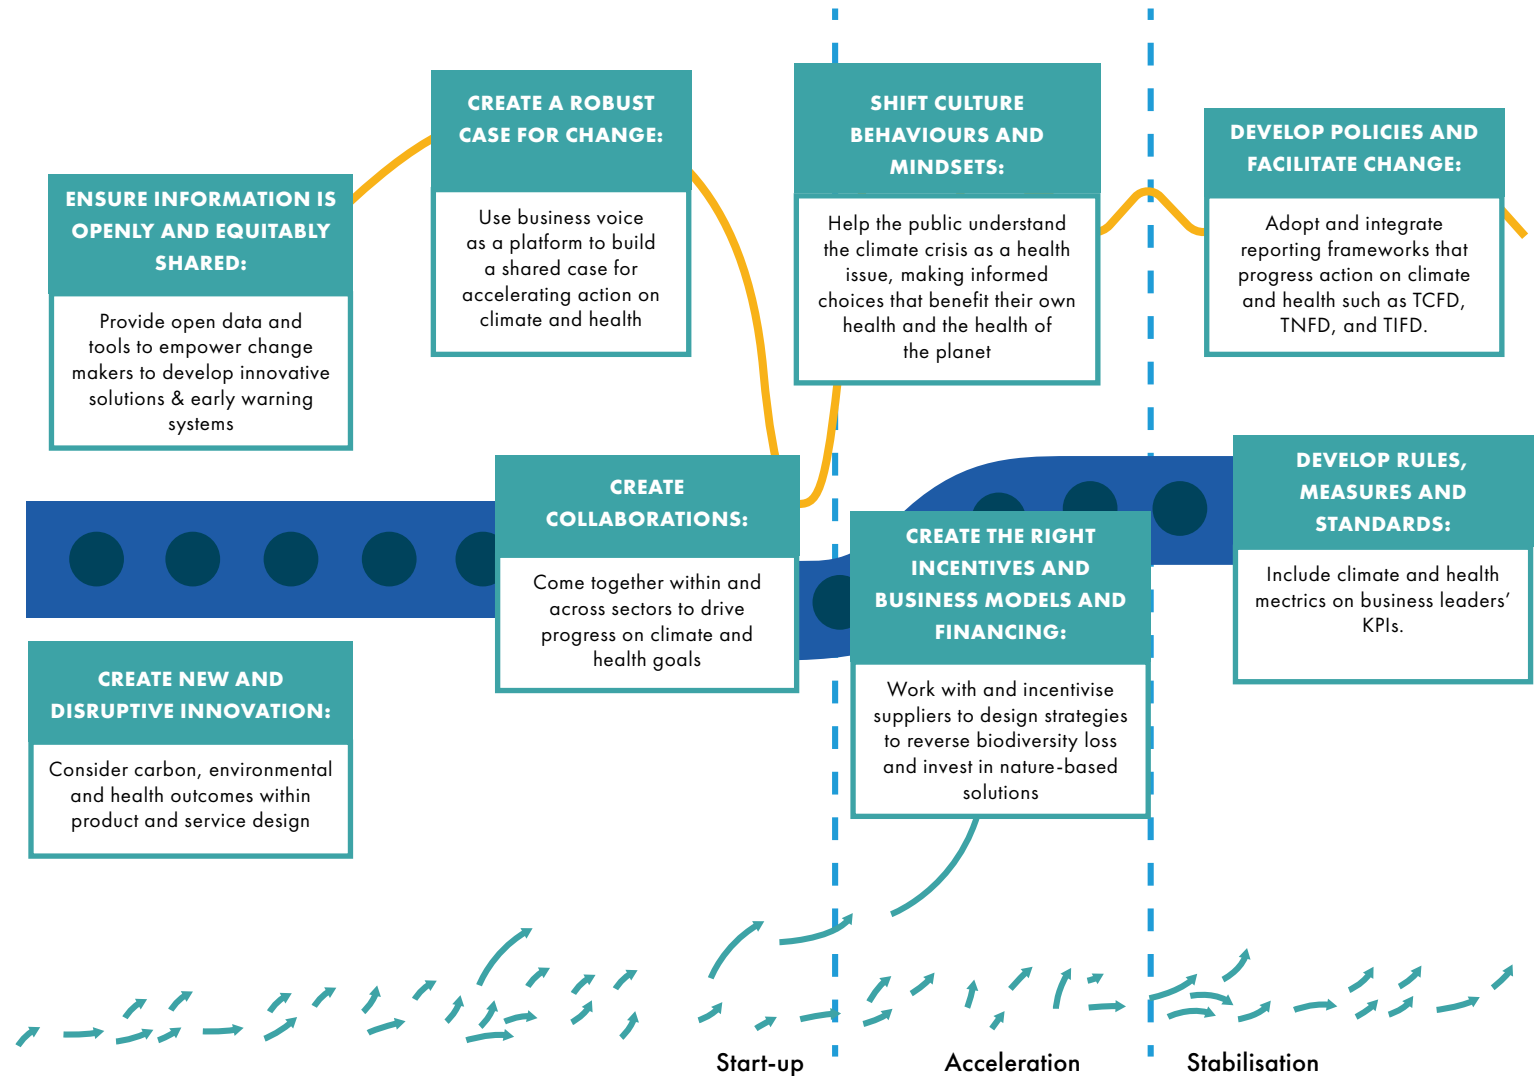 ENSURE INFORMATION IS
OPENLY AND EQUITABLY
SHARED:
Provide open data and
tools to empower change
makers to develop innovative
solutions & early warning
systems
CREATE A ROBUST
CASE FOR CHANGE:
Use business voice
as a platform to build
a shared case for
accelerating action on
climate and health
SHIFT CULTURE
BEHAVIOURS AND
MINDSETS:
Help the public understand
the climate crisis as a health
issue, making informed
choices that benefit their own
health and the health of
the planet
DEVELOP POLICIES AND
FACILITATE CHANGE:
Adopt and integrate
reporting frameworks that
progress action on climate
and health such as TCFD,
TNFD, and TIFD.
CREATE NEW AND
DISRUPTIVE INNOVATION:
Consider carbon, environmental
and health outcomes within
product and service design
CREATE
COLLABORATIONS:
Come together within and
across sectors to drive
progress on climate and
health goals
CREATE THE RIGHT
INCENTIVES AND
BUSINESS MODELS AND
FINANCING:
Work with and incentivise
suppliers to design strategies
to reverse biodiversity loss
and invest in nature-based
solutions
DEVELOP RULES,
MEASURES AND
STANDARDS:
Include climate and health
mectrics on business leaders’
KPIs.
Start-up
Acceleration
Stabilisation